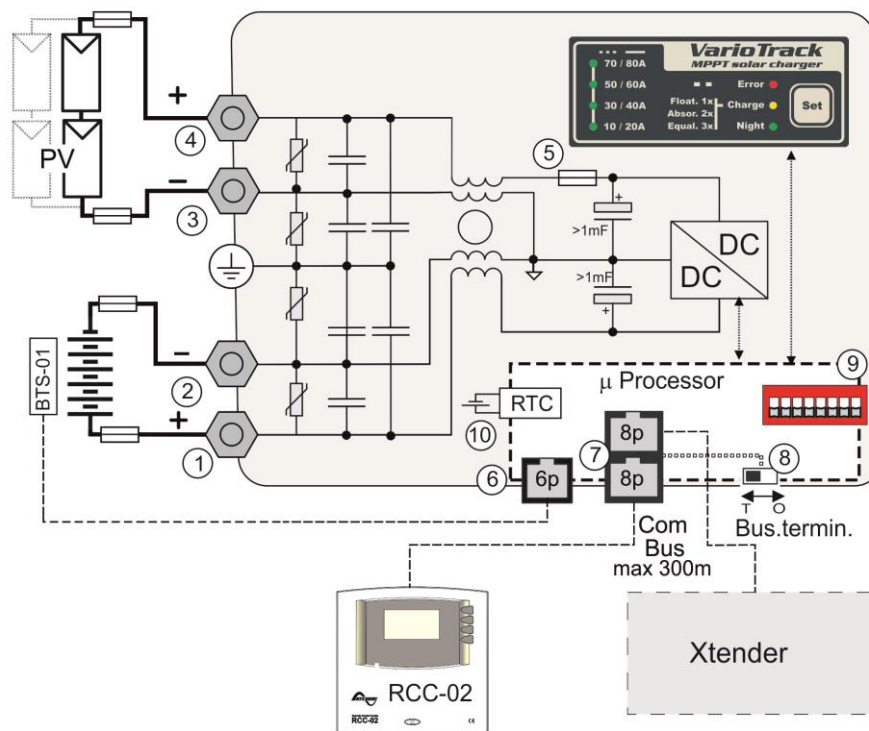 VarioTrack
MPPT solar charger
70 / 80A
50 / 60A
30 / 40A
10 / 20A
Error
Float. 1x
Absor. 2x
Equal. 3x
Charge
Night
Set
+
4
PV
5
−
3
+
>1mF
DC
DC
>1mF
+
BTS-01
−
2
9
µ Processor
RTC
10
8p
+
1
7
8
6
6p
8p
T O
Com
Bus
max 300m
Bus.termin.
Xtender
RCC-02
RCC-02